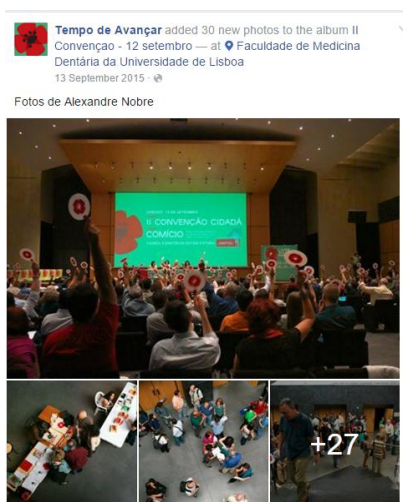 Tempo de Avançar added 30 new photos to the album II
Convençao - 12 setembro — at Faculdade de Medicina
Dentária da Universidade de Lisboa
13 September 2015
Fotos de Alexandre Nobre
II CONVENÇÃO CIDADÃ
COMÍCIO
+27